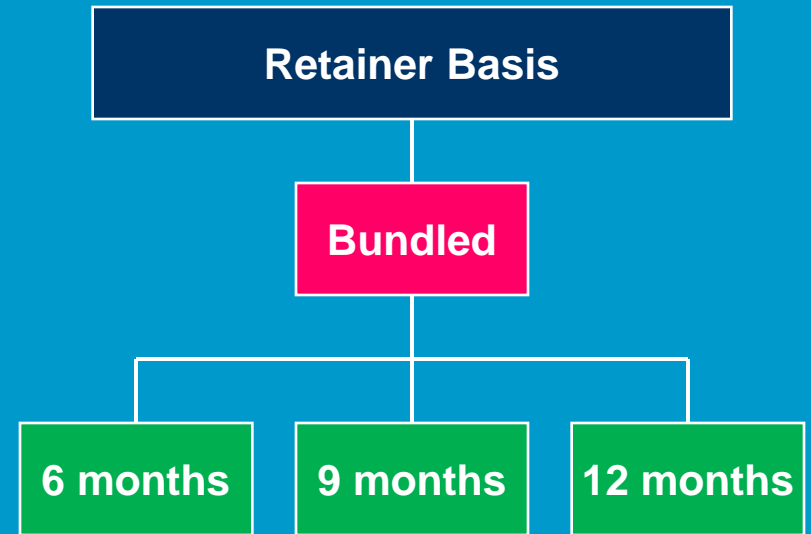 Retainer Basis
Bundled
6 months
9 months
12 months